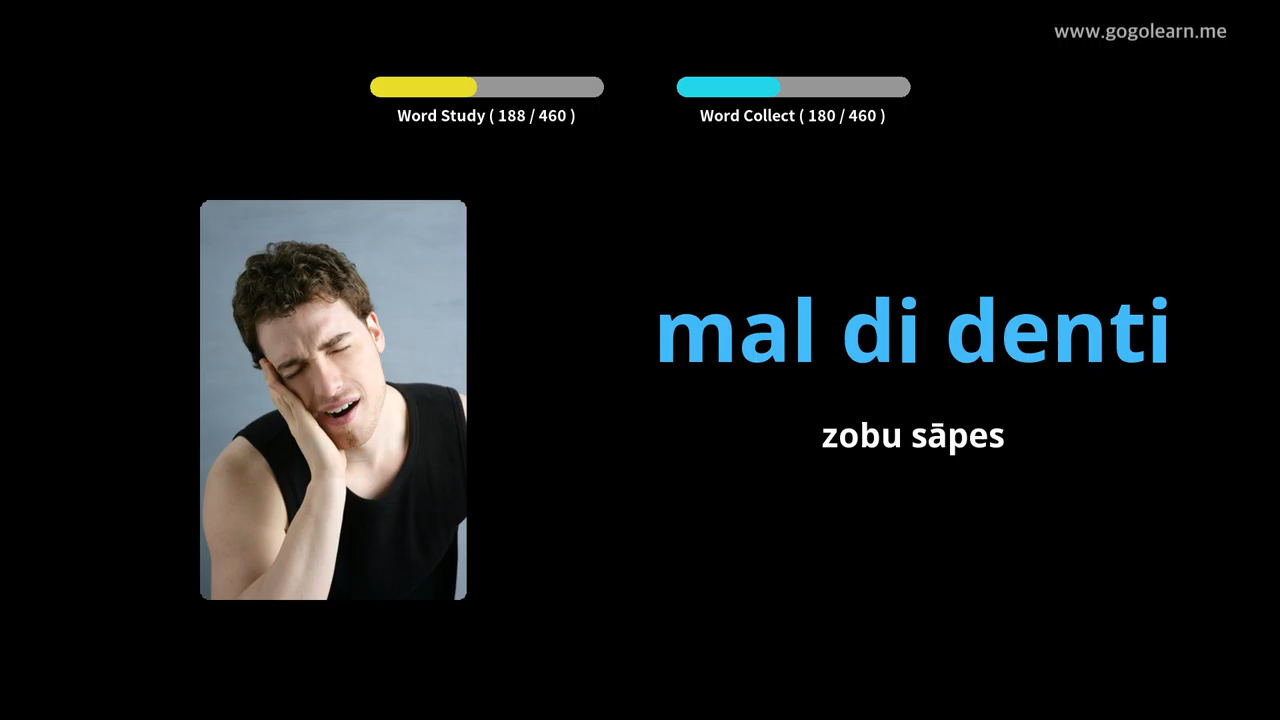 www.gogolearn.me
Word Study ( 188 / 460 )
Word Collect ( 180 / 460 )
mal di denti
zobu sāpes